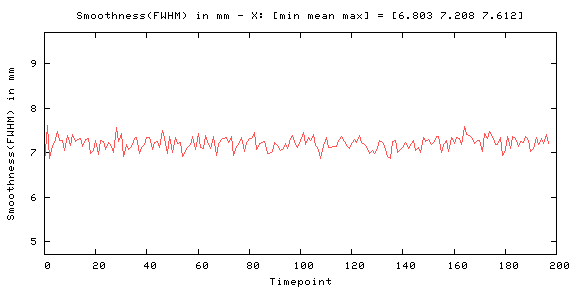 Smoothness(FWHM) in mm - X: [min mean max] = [6.803 7.208 7.612]
Smoothness(FWHM) in mm
9
8
7
6
5
0 20 40 60 80 100 120 140 160 180 200
Timepoint